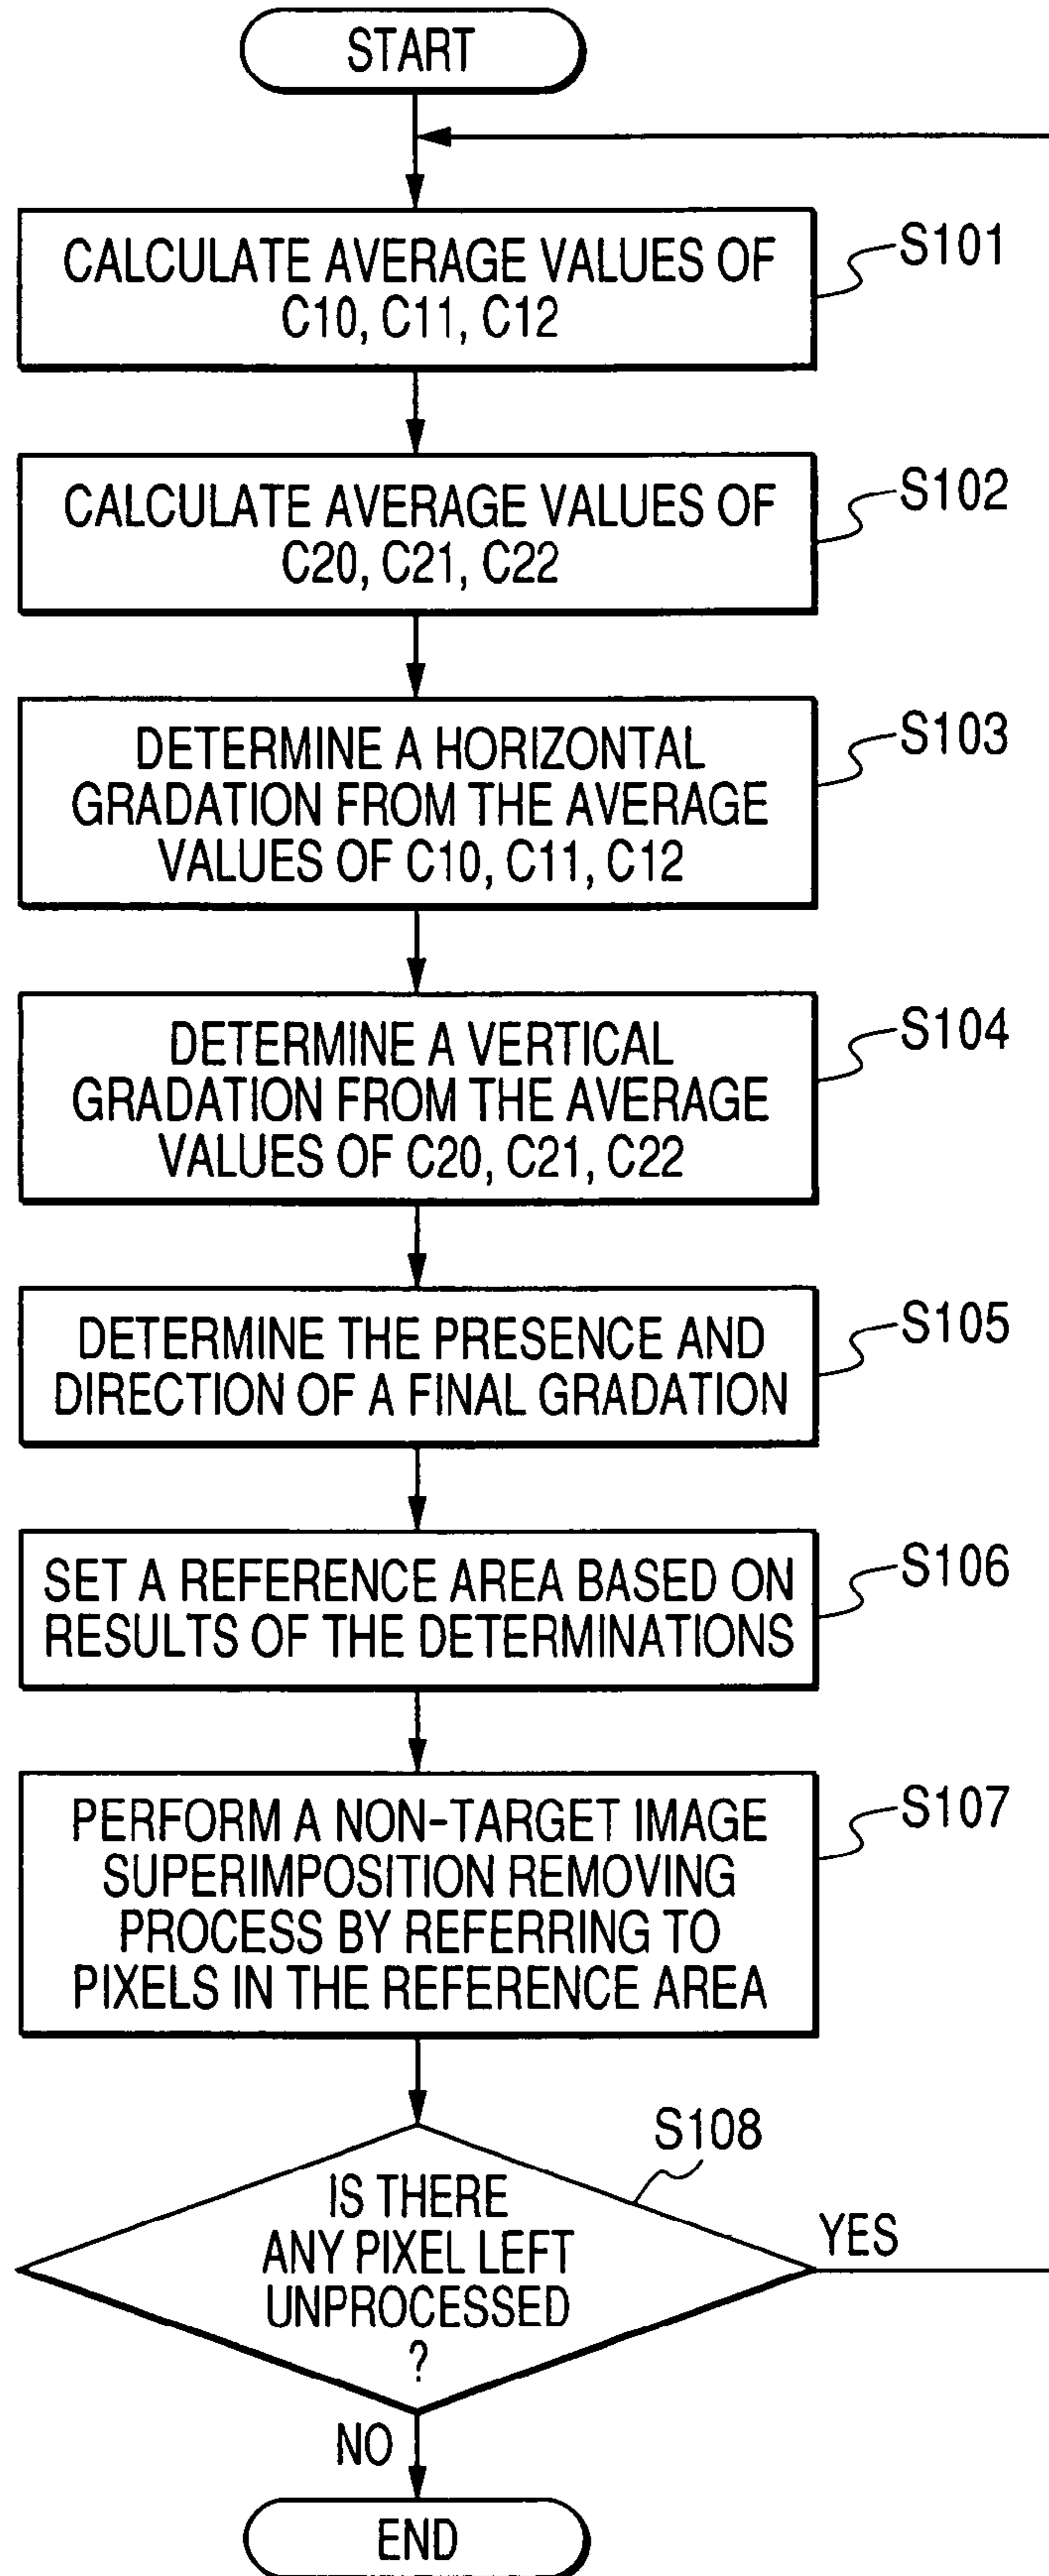 START
CALCULATE AVERAGE VALUES OF
C10, C11, C12
S101
CALCULATE AVERAGE VALUES OF
C20, C21, C22
S102
DETERMINE A HORIZONTAL
GRADATION FROM THE AVERAGE
VALUES OF C10, C11, C12
S103
DETERMINE A VERTICAL
GRADATION FROM THE AVERAGE
VALUES OF C20, C21, C22
S104
DETERMINE THE PRESENCE AND
DIRECTION OF A FINAL GRADATION
S105
SET A REFERENCE AREA BASED ON
RESULTS OF THE DETERMINATIONS
S106
PERFORM A NON-TARGET IMAGE
SUPERIMPOSITION REMOVING
PROCESS BY REFERRING TO
PIXELS IN THE REFERENCE AREA
S107
S108
IS THERE
ANY PIXEL LEFT
UNPROCESSED
?
YES
NO
END